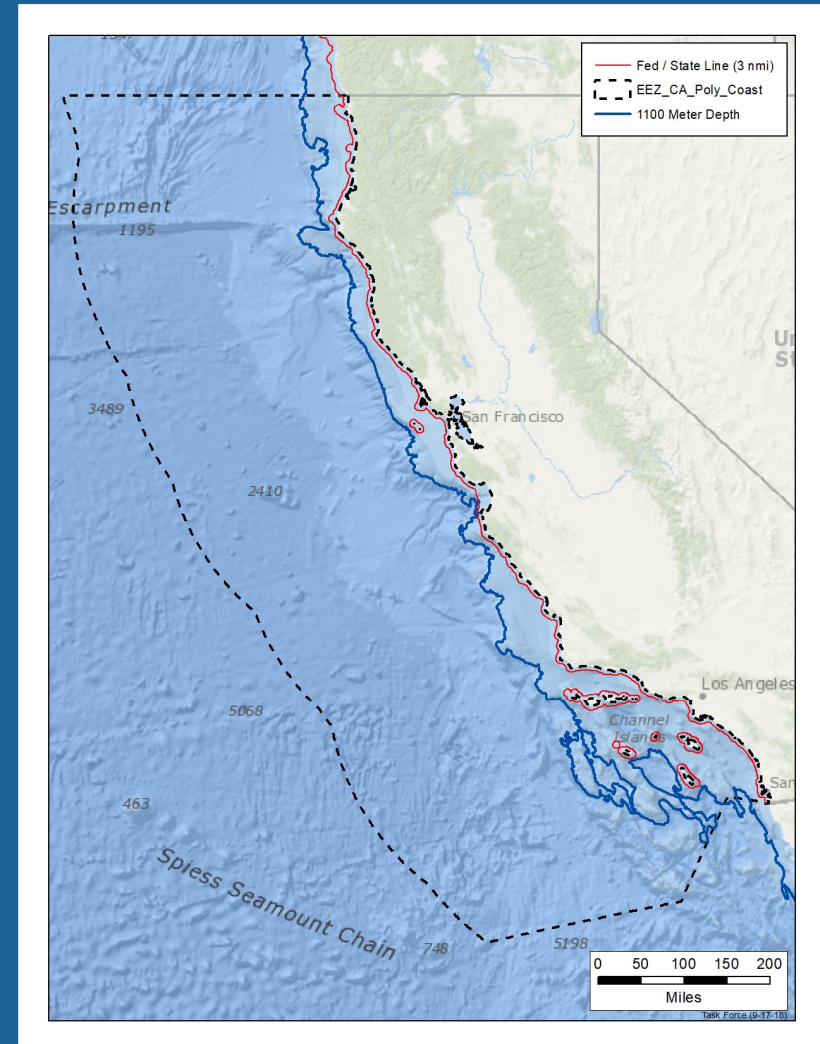 Fed / State Line (3 nmi)
EEZ_CA_Poly_Coast
1100 Meter Depth
Escarpment
1195
3489
San Francisco
2410
Los Angeles
5068
Channel
Islands
San
463
Spiess Seamount Chain
748
5198
0 50 100 150 200
Miles
Task Force (9-17-18)